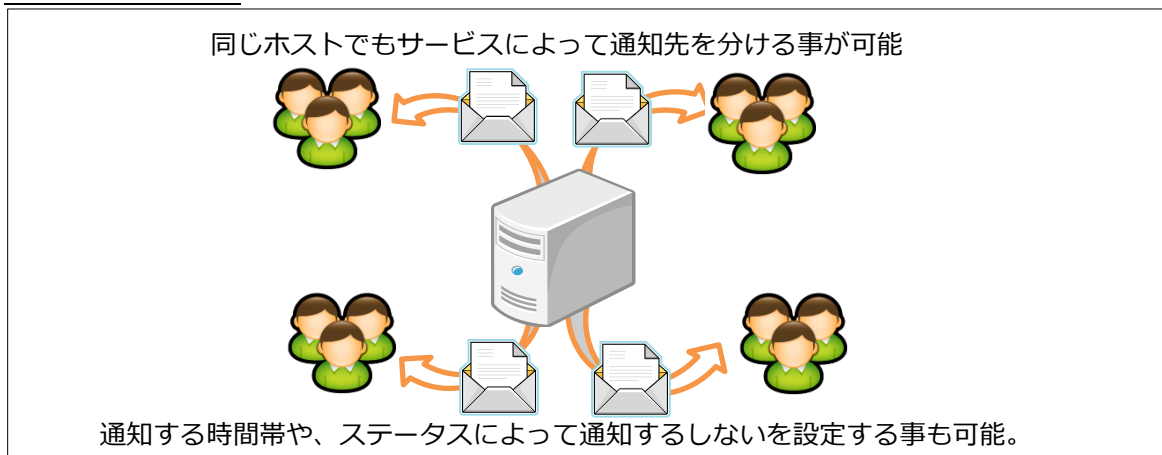 同じホストでもサービスによって通知先を分ける事が可能
通知する時間帯や、ステータスによって通知するしないを設定する事も可能。